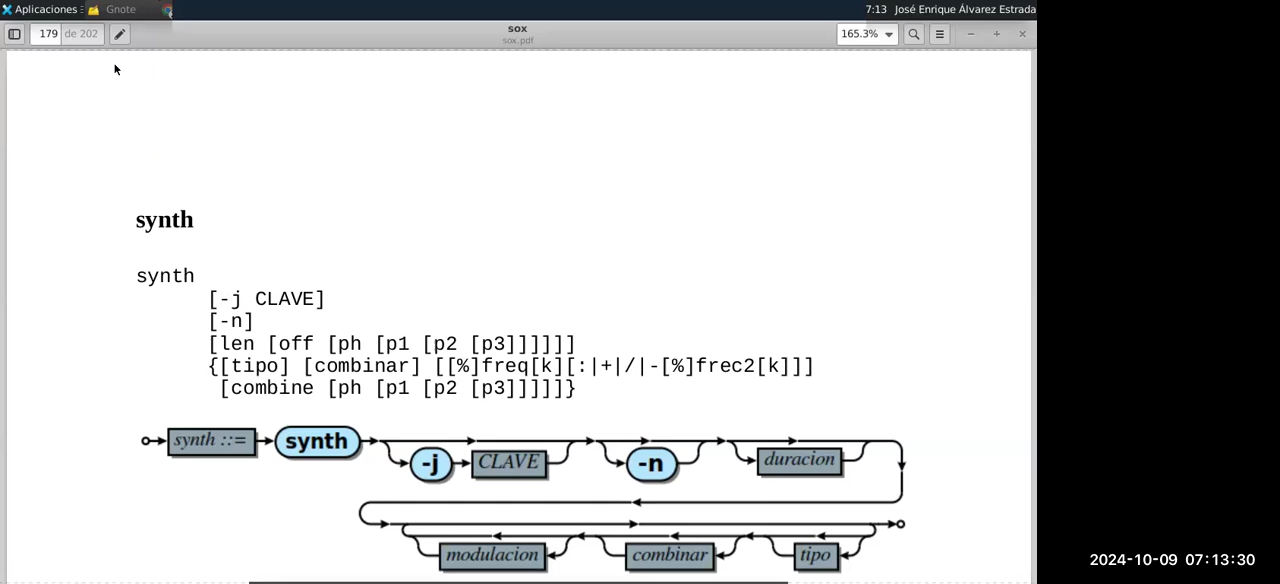 Aplicaciones Gnote 7:13 José Enrique Álvarez Estrada
179 de 202 sox 165.3%
sox.pdf
synth
synth
[-j CLAVE]
[-n]
[len [off [ph [p1 [p2 [p3]]]]]]
{[tipo] [combinar] [[%]freq[k][:|+|/|-[%]frec2[k]]]
[combine [ph [p1 [p2 [p3]]]]]}
synth ::= synth -j CLAVE -n duracion
modulacion combinar tipo
2024-10-09 07:13:30